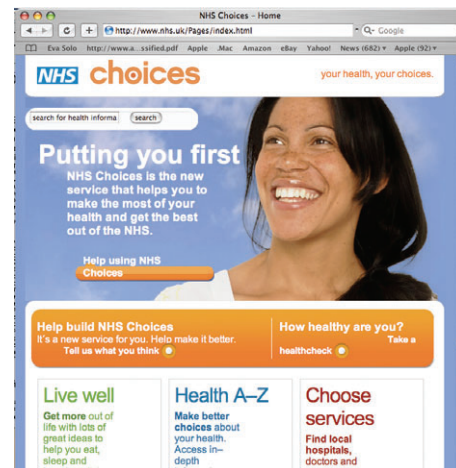 NHS Choices - Home
http://www.nhs.uk/Pages/index.html
Google
Eva Solo http://www.a...ssified.pdf Apple .Mac Amazon eBay Yahoo! News (682) Apple (92)
NHS choices
your health, your choices.
search for health informa search
Putting you first
NHS Choices is the new
service that helps you to
make the most of your
health and get the best
out of the NHS.
Help using NHS
Choices
Help build NHS Choices
It's a new service for you. Help make it better.
Tell us what you think
How healthy are you?
Take a
healthcheck
Live well
Get more out of
life with lots of
great ideas to
help you eat,
sleep and
Health A–Z
Make better
choices about
your health.
Access in–
depth
Choose
services
Find local
hospitals,
doctors and